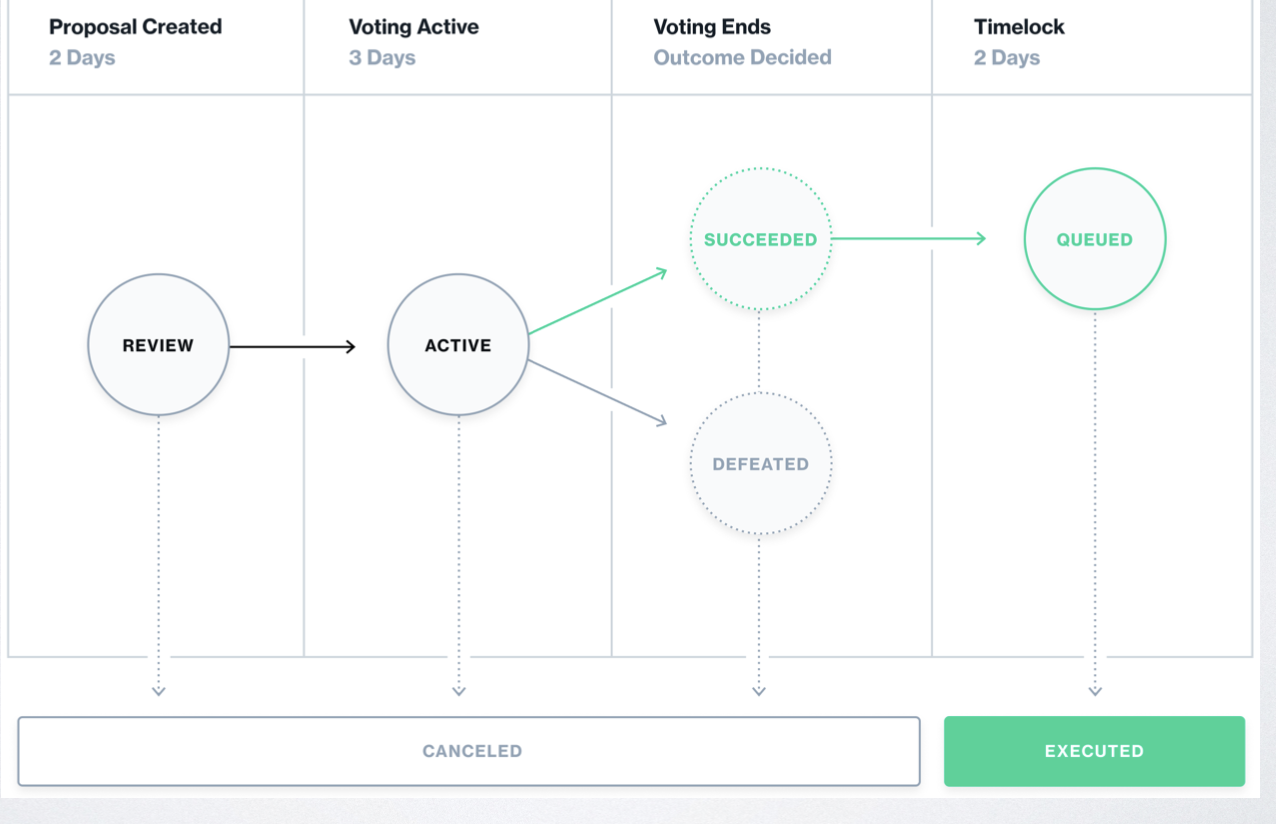 Proposal Created
2 Days
Voting Active
3 Days
Voting Ends
Outcome Decided
Timelock
2 Days
SUCCEEDED
QUEUED
REVIEW
ACTIVE
DEFEATED
CANCELED
EXECUTED